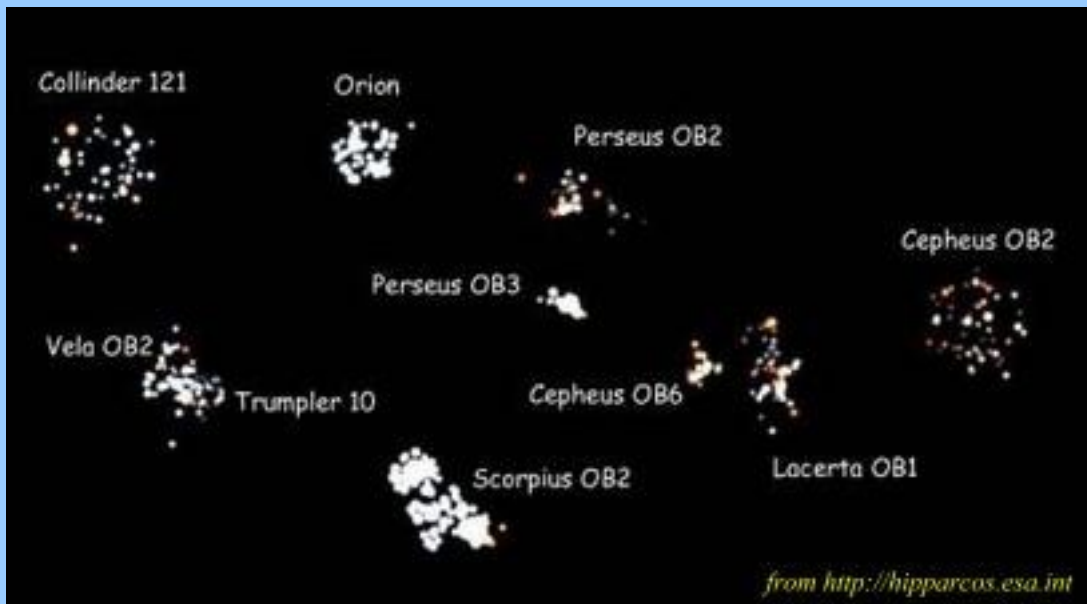 Collinder 121
Orion
Perseus OB2
Cepheus OB2
Perseus OB3
Vela OB2
Trumpler 10
Cepheus OB6
Scorpius OB2
Lacerta OB1
from http://hipparcos.esa.int